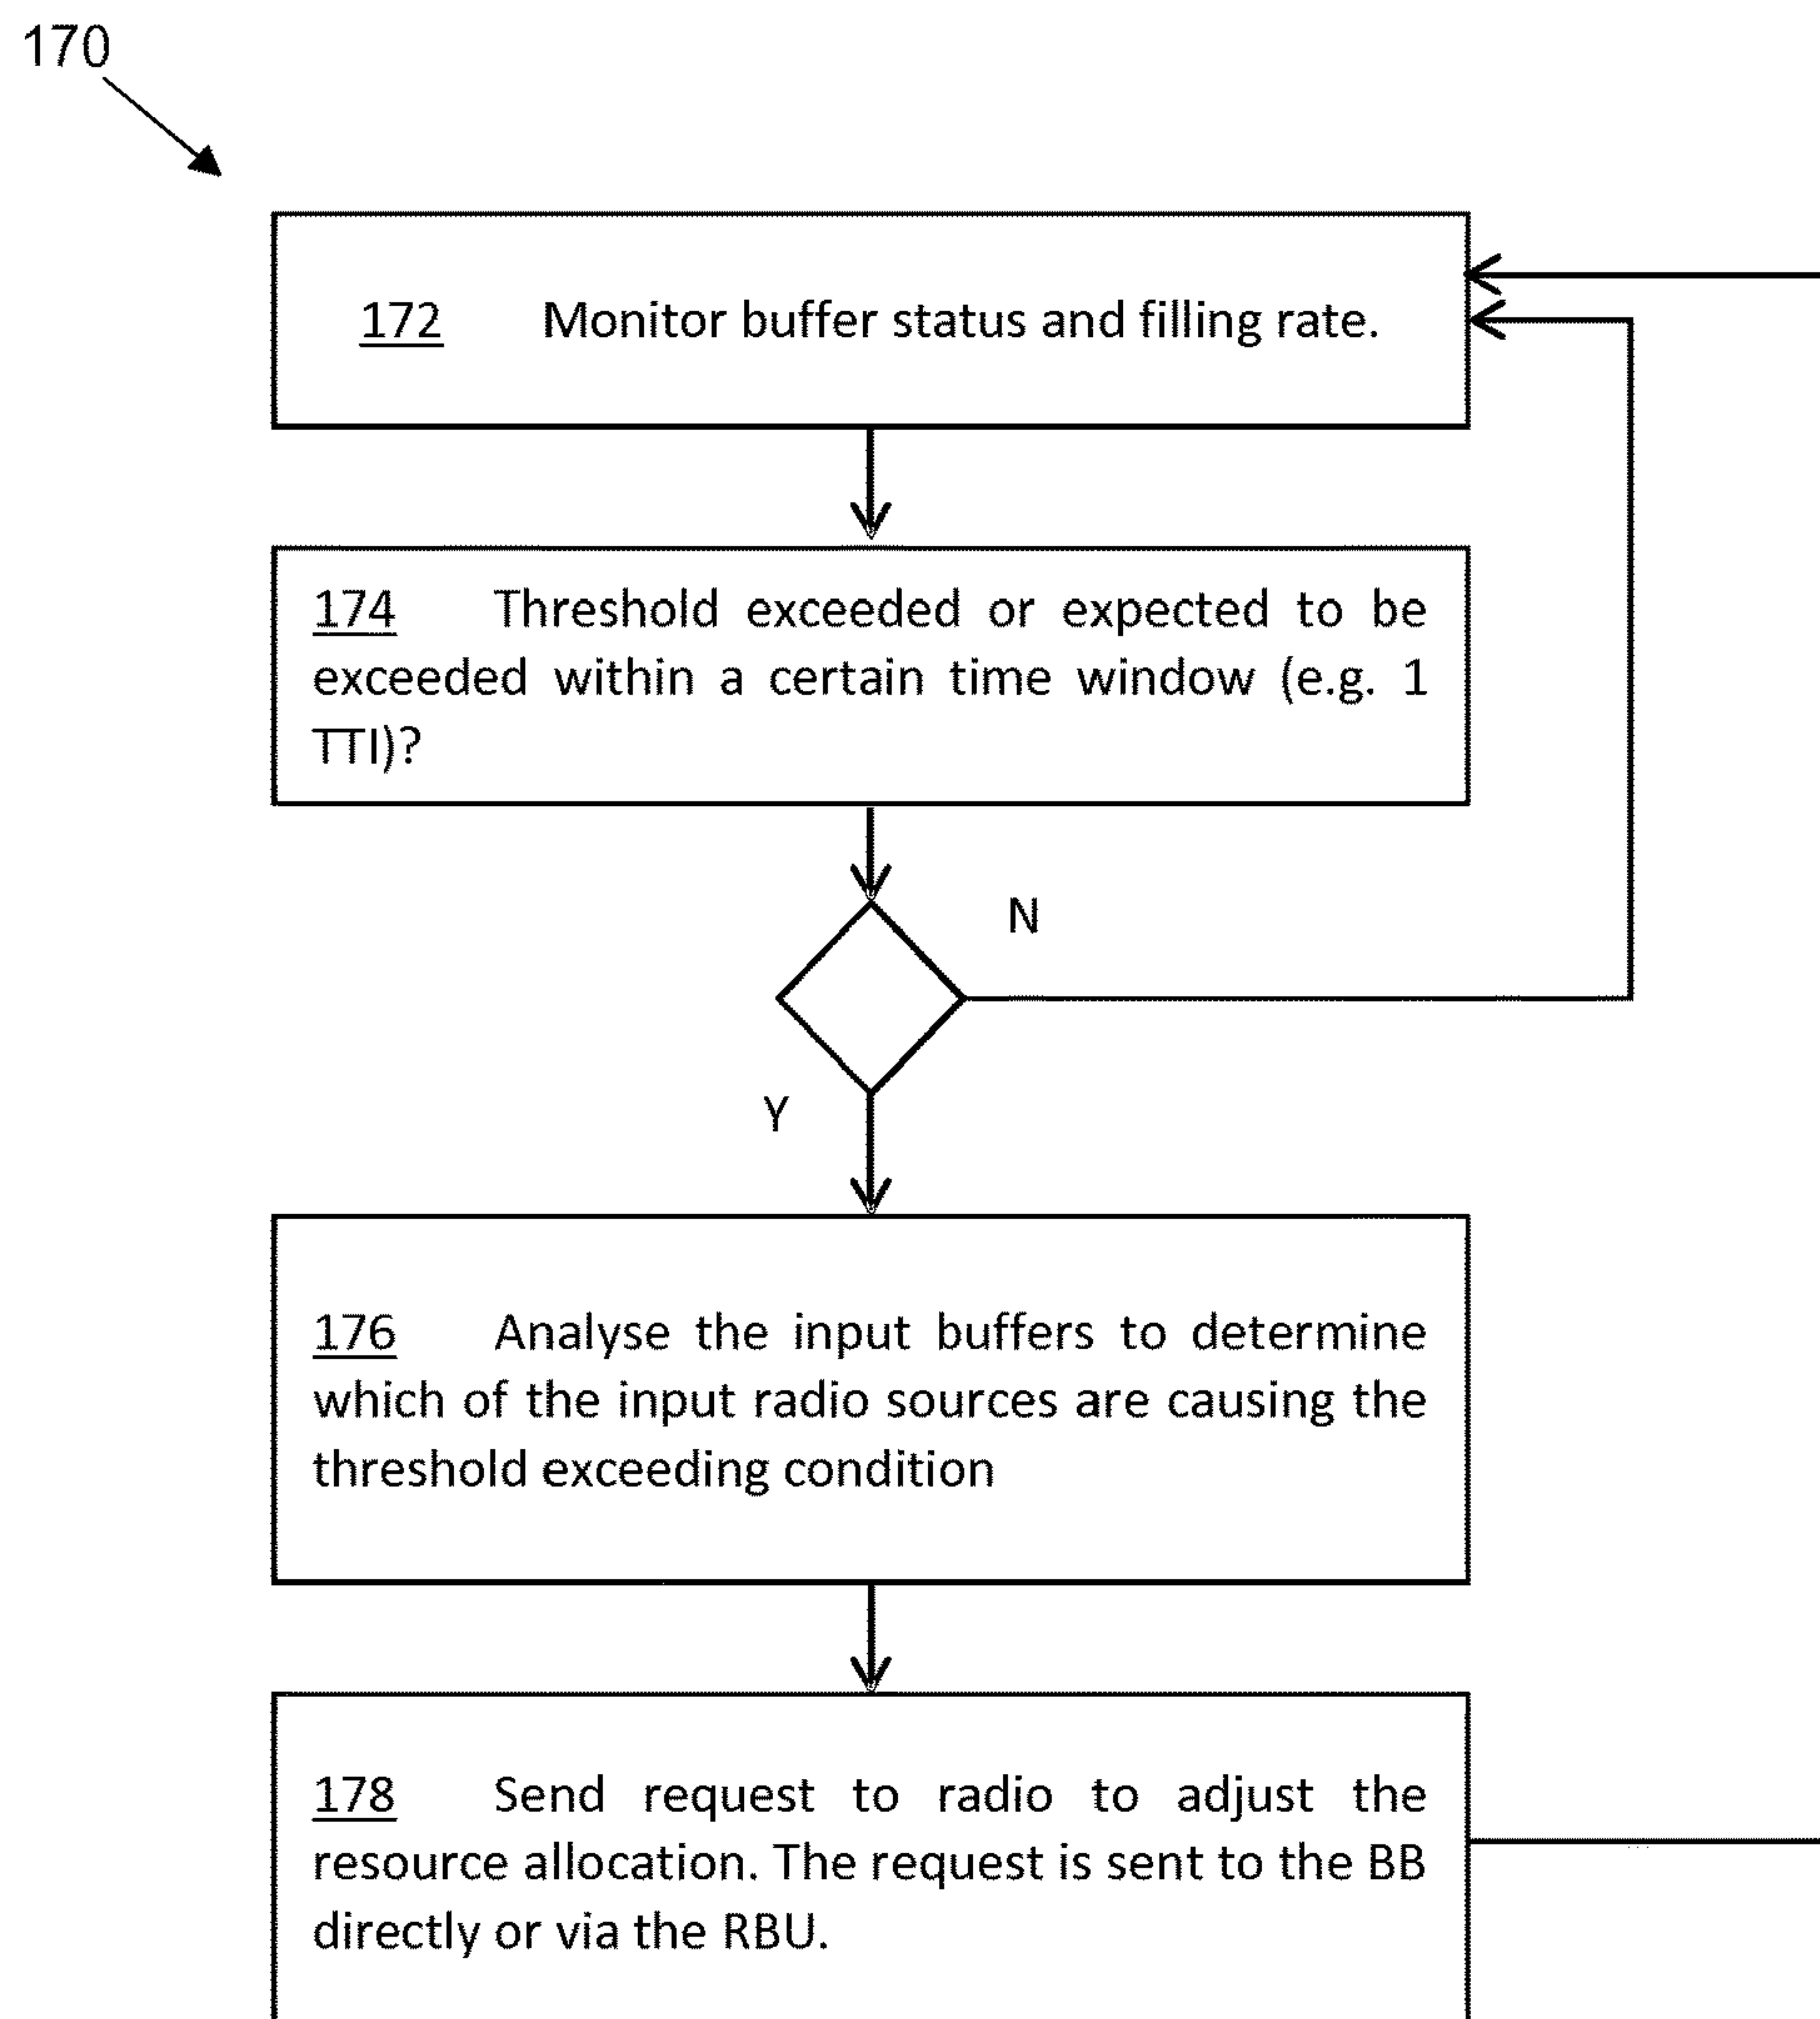 170
172 Monitor buffer status and filling rate.
174 Threshold exceeded or expected to be
exceeded within a certain time window (e.g. 1
TTI)?
N
Y
176 Analyse the input buffers to determine
which of the input radio sources are causing the
threshold exceeding condition
178 Send request to radio to adjust the
resource allocation. The request is sent to the BB
directly or via the RBU.